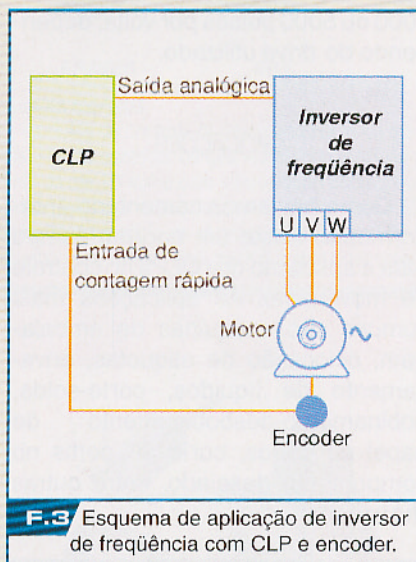 Saída analógica
CLP
Inversor
de
freqüência
U V W
Entrada de
contagem rápida
Motor
Encoder
F.3 Esquema de aplicação de inversor
de freqüência com CLP e encoder.